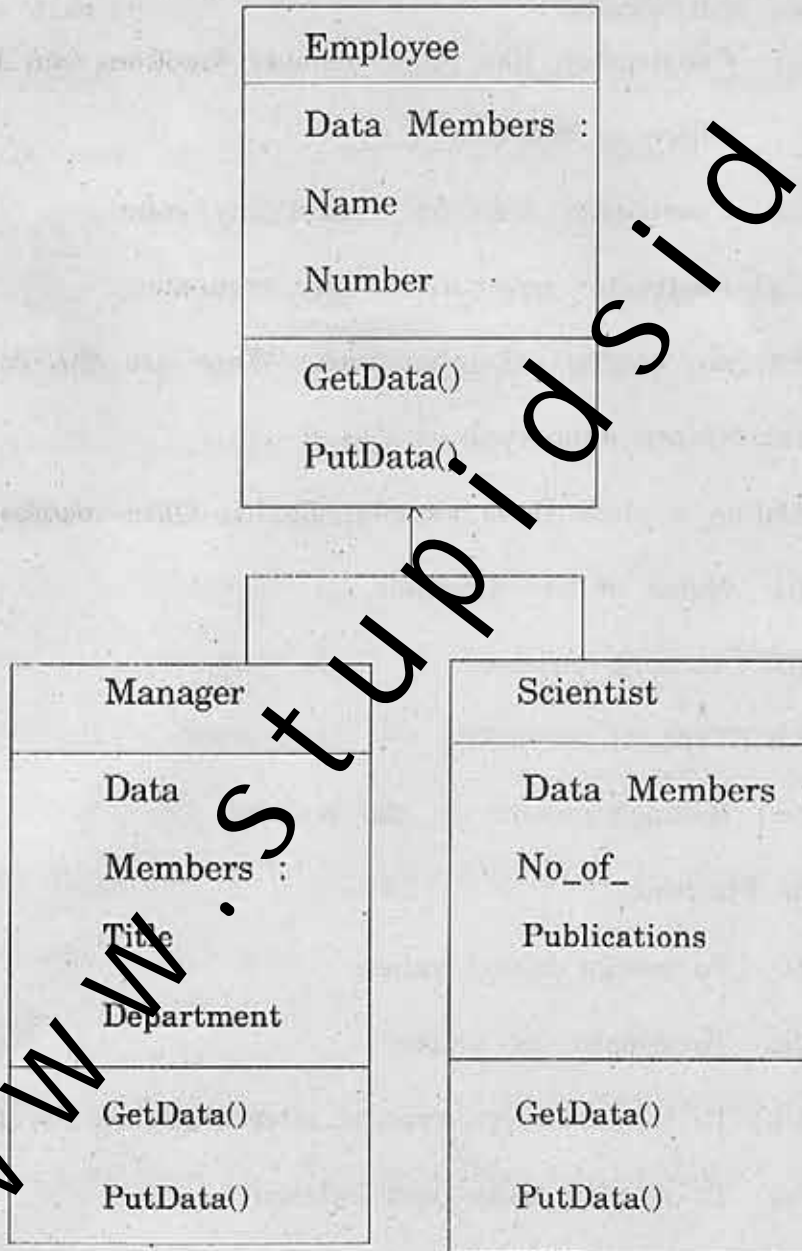 Employee
Data Members :
Name
Number
GetData()
PutData()
Manager
Data
Members :
Title
Department
GetData()
PutData()
Scientist
Data Members
No_of_
Publications
GetData()
PutData()
www.stupidsid